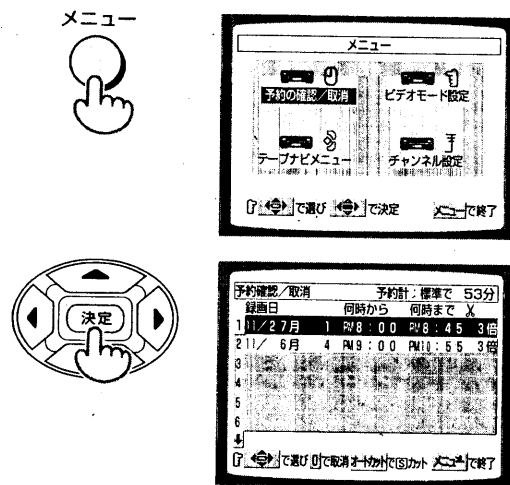 メニュー
メニュー
予約の確認/取消
ビデオモード設定
テープナビメニュー
チャンネル設定
で選び で決定 メニューで終了
決定
予約確認/取消 予約計:標準で 53分
録画日 何時から 何時まで
1 11/27月 1 PM8:00 PM8:45 3倍
2 11/ 6月 4 PM9:00 PM10:55 3倍
3
4
5
6
で選び 0で取消 オートカットでSカット メニューで終了